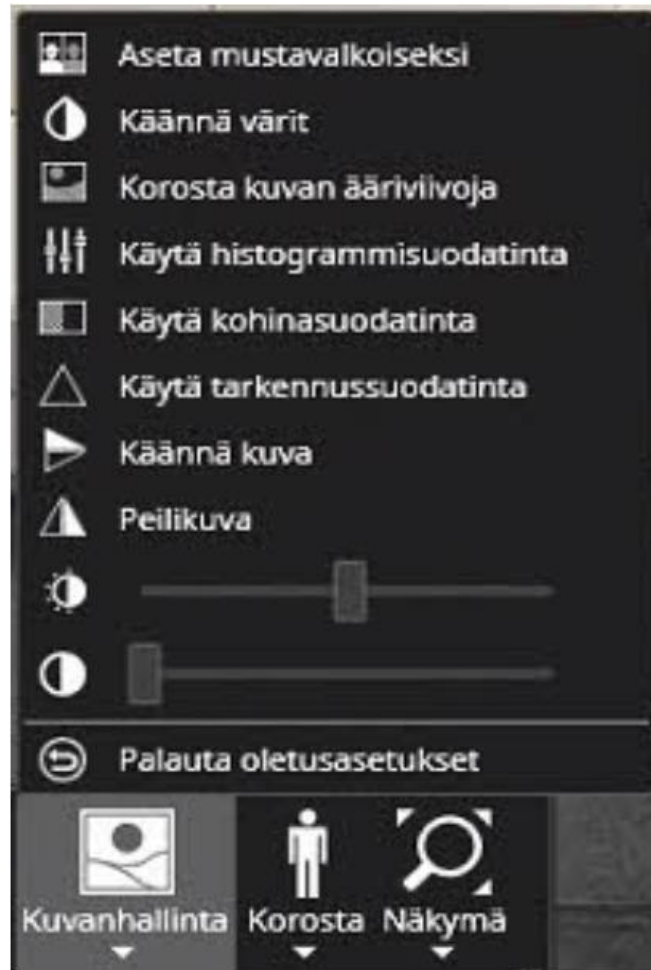 Aseta mustavalkoiseksi
Käännä värit
Korosta kuvan ääriviivoja
Käytä histogrammisuodatinta
Käytä kohinasuodatinta
Käytä tarkennussuodatinta
Käännä kuva
Peilikuva
Palauta oletusasetukset
Kuvanhallinta Korosta Näkymä